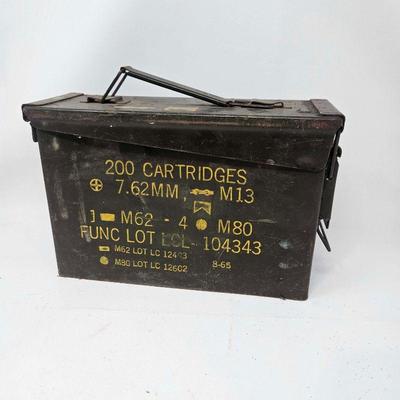 200 CARTRIDGES
7.62MM, M13
1 M62 - 4 M80
FUNC LOT LCL- 104343
M62 LOT LC 12493
M80 LOT LC 12602 8-65